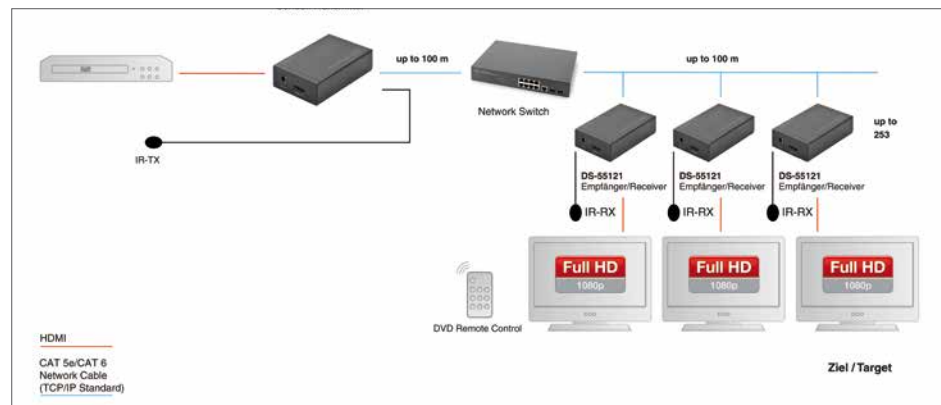 up to 100 m
up to 100 m
Network Switch
up to
253
IR-TX
DS-55121
Empfänger/Receiver
DS-55121
Empfänger/Receiver
DS-55121
Empfänger/Receiver
IR-RX
IR-RX
IR-RX
Full HD
1080p
Full HD
1080p
Full HD
1080p
DVD Remote Control
HDMI
CAT 5e/CAT 6
Network Cable
(TCP/IP Standard)
Ziel / Target